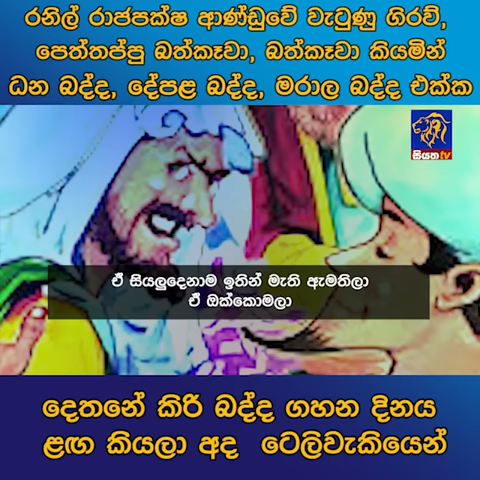 රනිල් රාජපක්ෂ ආණ්ඩුවේ වැටුණු ගිරව්,
පෙත්තප්පු බත්කෑවා, බත්කෑවා කියමින්
ධන බද්ද, දේපළ බද්ද, මරාල බද්ද එක්ක
සියත tv
ඒ සියලුදෙනාම ඉතින් මැති ඇමතිලා
ඒ ඔක්කොමලා
දෙතනේ කිරි බද්ද ගහන දිනය
ළඟ කියලා අද ටෙලිවැකියෙන්